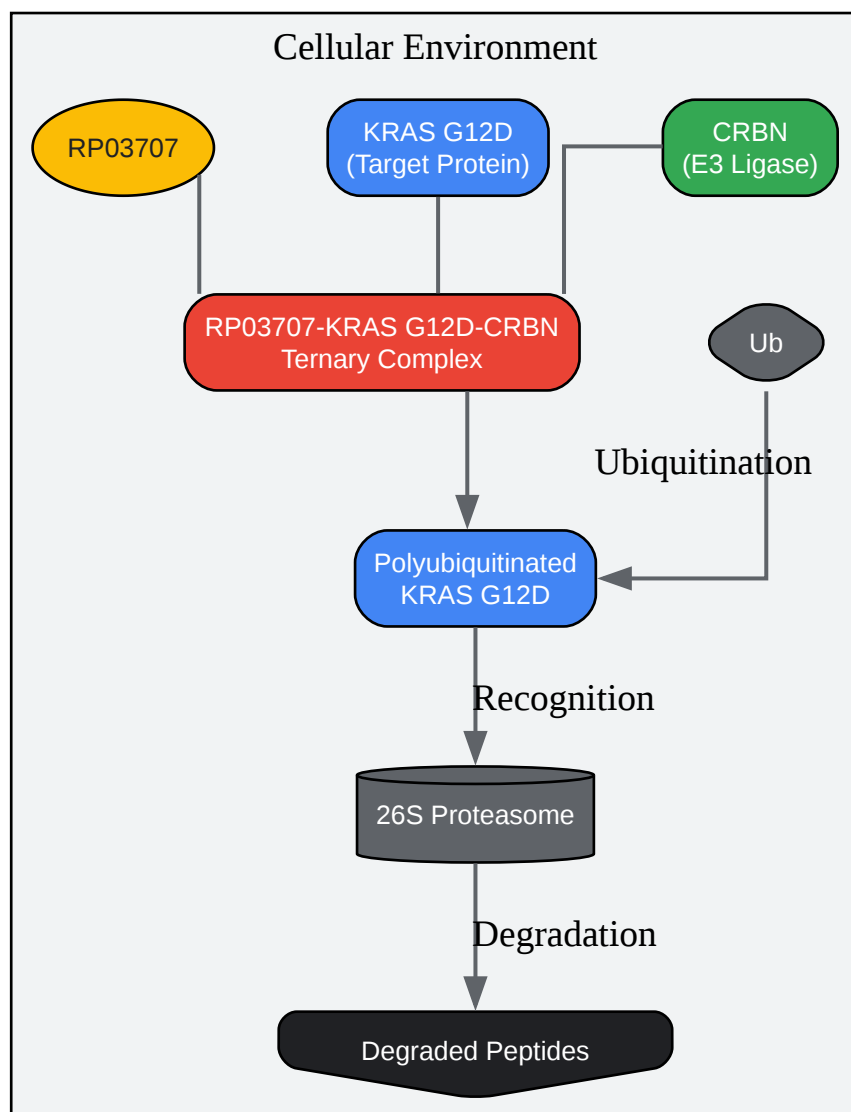 Cellular Environment
RP03707
KRAS G12D
(Target Protein)
CRBN
(E3 Ligase)
RP03707-KRAS G12D-CRBN
Ternary Complex
Ub
Ubiquitination
Polyubiquitinated
KRAS G12D
Recognition
26S Proteasome
Degradation
Degraded Peptides